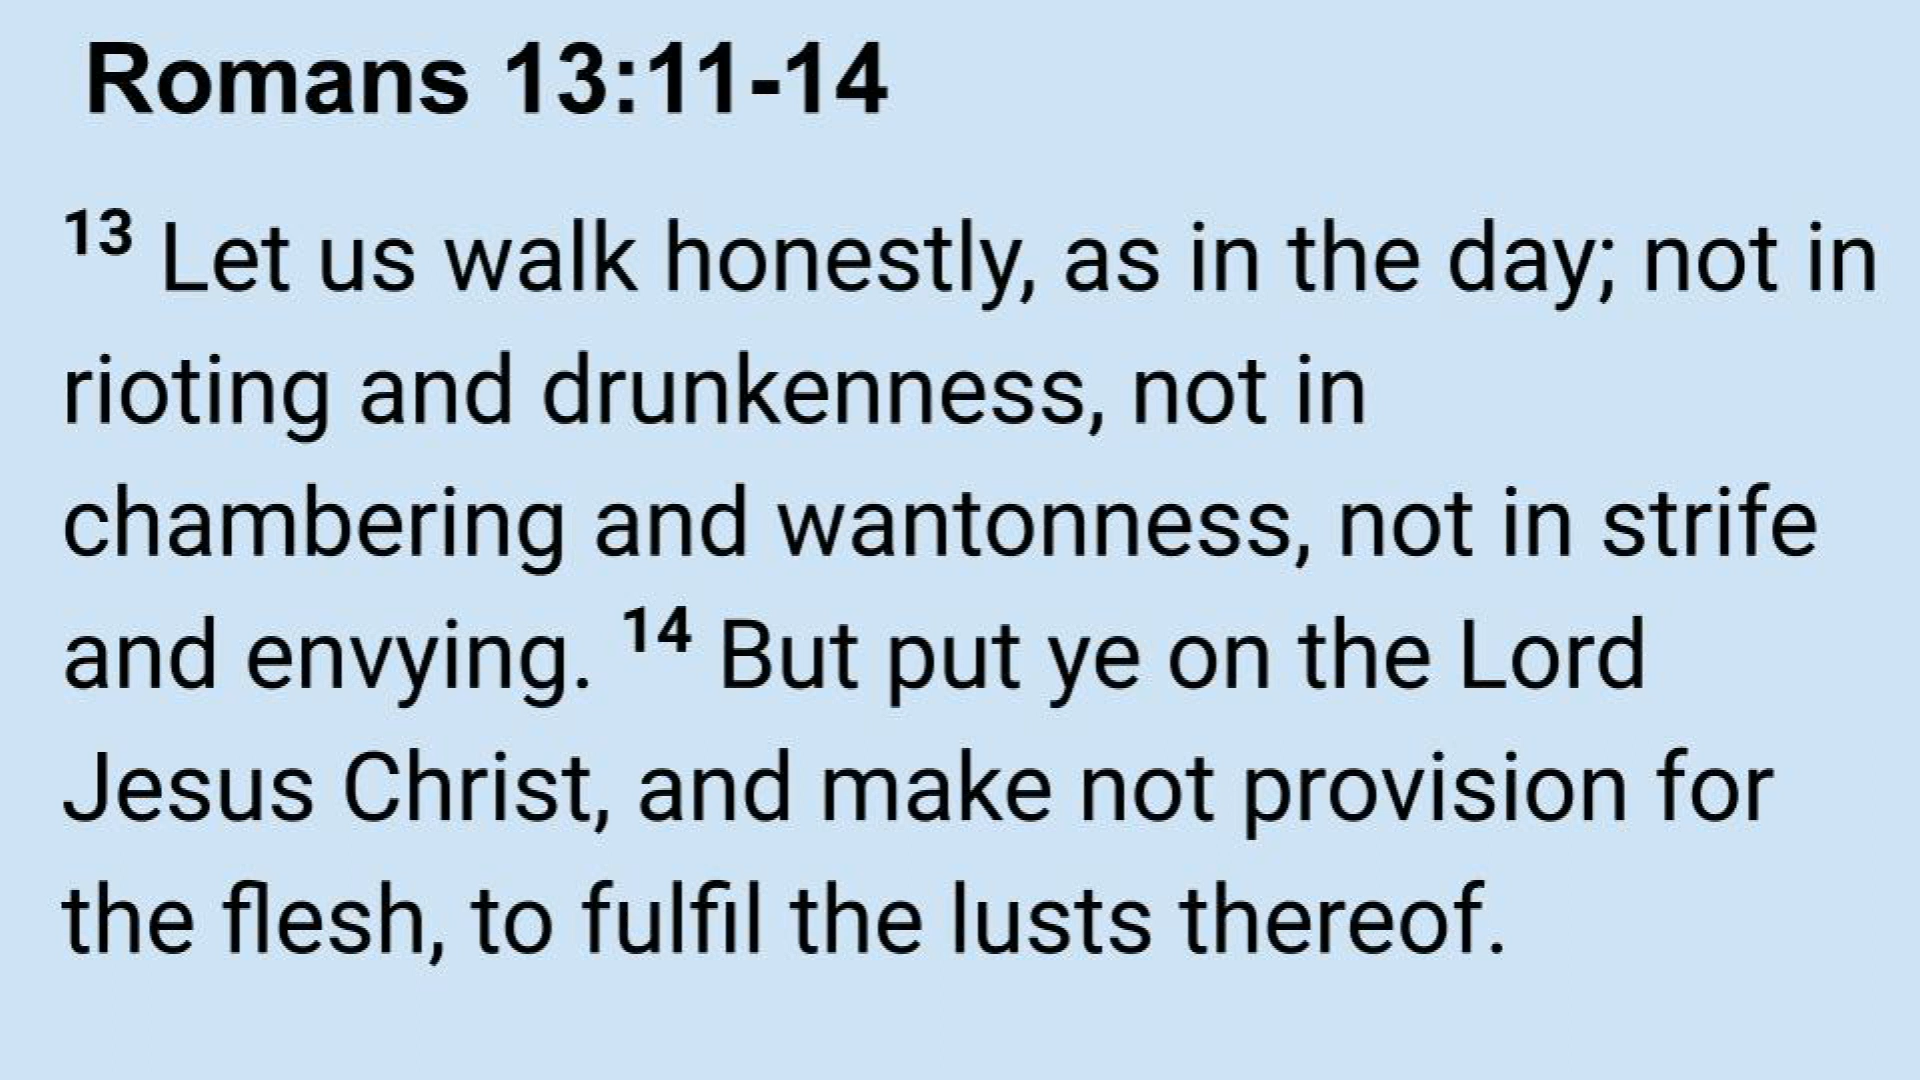 Romans 13:11-14
13 Let us walk honestly, as in the day; not in
rioting and drunkenness, not in
chambering and wantonness, not in strife
and envying. 14 But put ye on the Lord
Jesus Christ, and make not provision for
the flesh, to fulfil the lusts thereof.